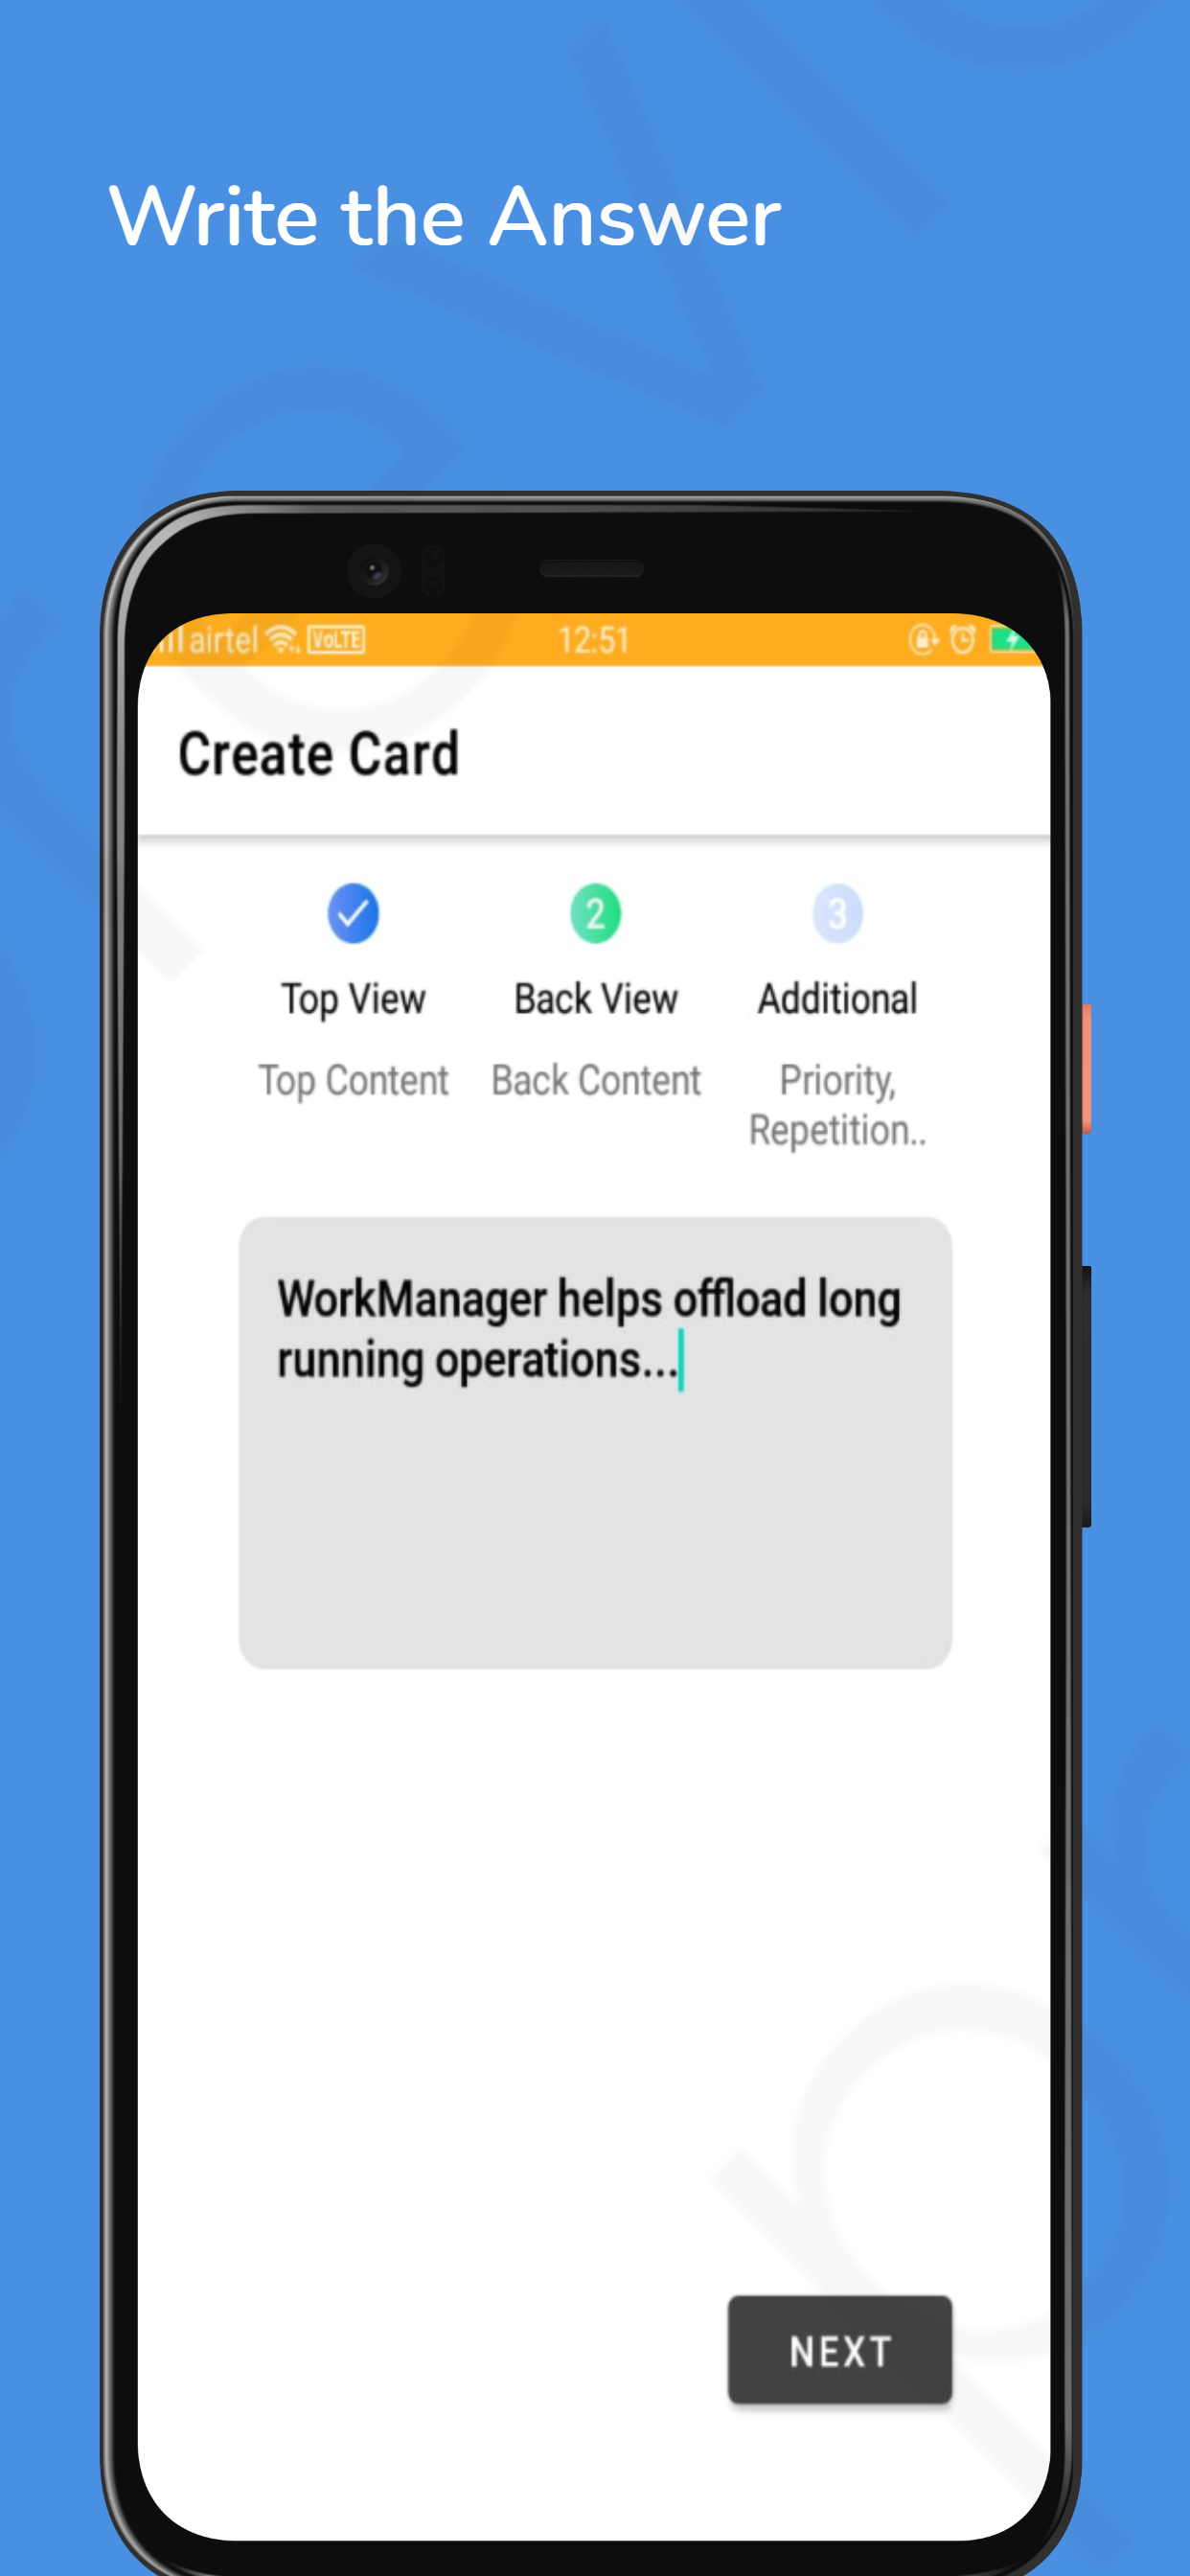 Write the Answer
airtel VoLTE 12:51
Create Card
2 3
Top View Back View Additional
Top Content Back Content Priority,
Repetition..
WorkManager helps offload long
running operations...
NEXT